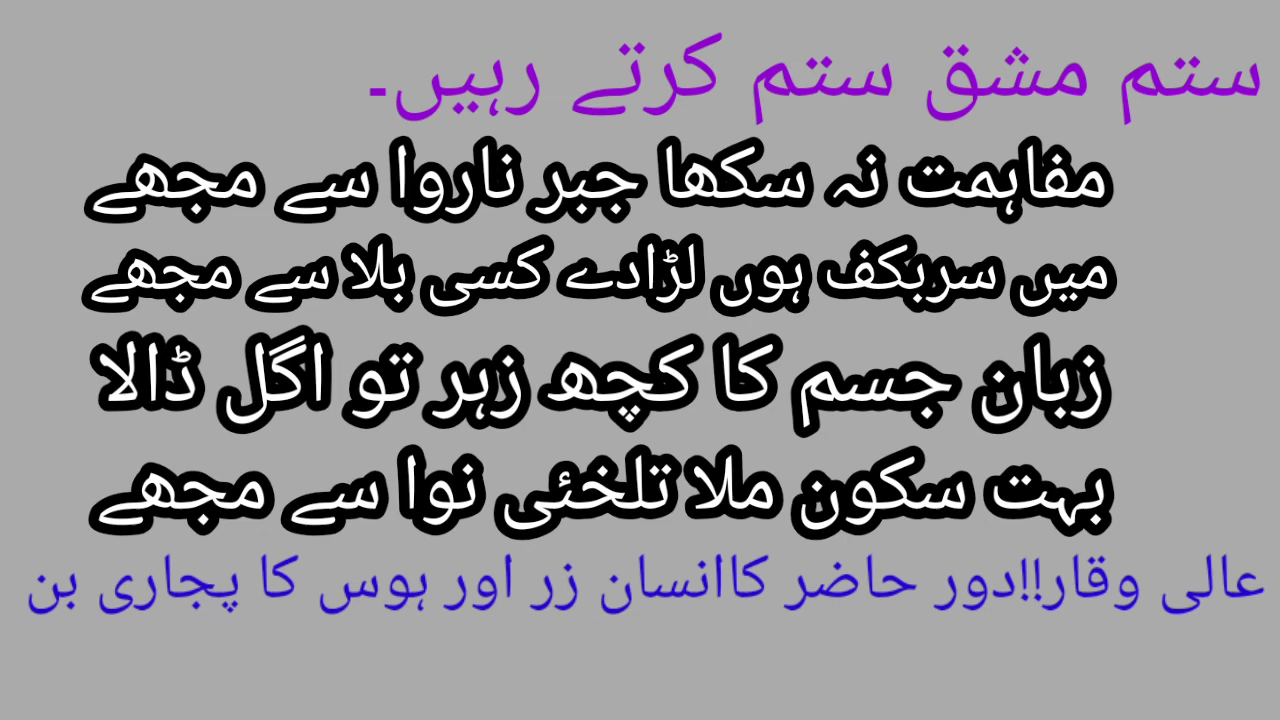 ستم مشق ستم کرتے رہیں۔
مفاہمت نہ سکھا جبر ناروا سے مجھے
میں سربکف ہوں لڑادے کسی بلا سے مجھے
زبان جسم کا کچھ زہر تو اگل ڈالا
بہت سکون ملا تلخئی نوا سے مجھے
عالی وقار!!دور حاضر کاانسان زر اور ہوس کا پجاری بن